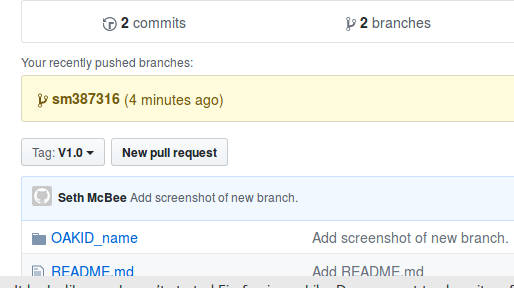 2 commits 2 branches
Your recently pushed branches:
sm387316 (4 minutes ago)
Tag: V1.0 New pull request
Seth McBee Add screenshot of new branch.
OAKID_name Add screenshot of new branch.
README.md Add README.md